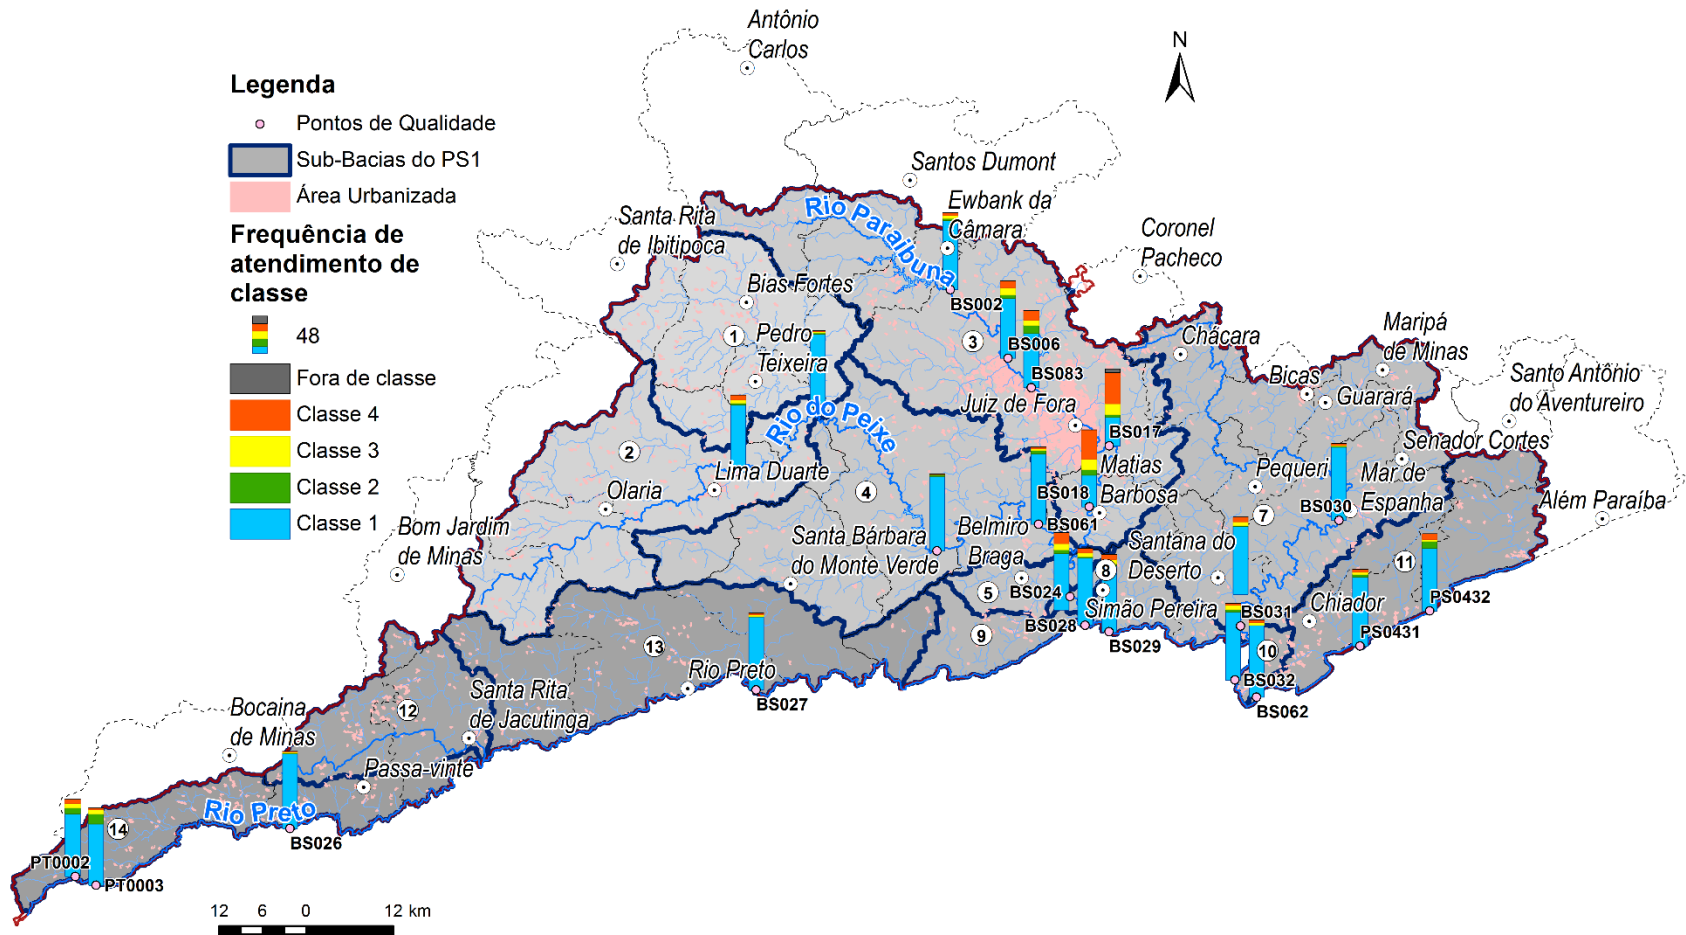 Legenda
Pontos de Qualidade
Sub-Bacias do PS1
Área Urbanizada
Frequência de
atendimento de
classe
48
Fora de classe
Classe 4
Classe 3
Classe 2
Classe 1
N
Antônio
Carlos
Santos Dumont
Ewbank da
Câmara
Rio Paraibuna
Santa Rita
de Ibitipoca
Coronel
Pacheco
Bias Fortes
BS002
1
Pedro
Teixeira
3
BS006
BS083
Chácara
Maripá
de Minas
Bicas
Guarará
Santo Antônio
do Aventureiro
Juiz de Fora
Rio do Peixe
BS017
2
Lima Duarte
Olaria
4
Matias
Barbosa
BS018
BS061
Pequeri
7
Senador Cortes
Mar de
Espanha
BS030
Além Paraíba
Bom Jardim
de Minas
Santa Bárbara
do Monte Verde
Belmiro
Braga
Santana do
Deserto
8
5
BS024
11
Simão Pereira
BS028
BS029
BS031
Chiador
PS0432
PS0431
9
13
10
Rio Preto
BS027
BS032
BS062
Santa Rita
de Jacutinga
12
Bocaina
de Minas
Passa-vinte
Rio Preto
14
BS026
PT0002
PT0003
12 6 0 12 km